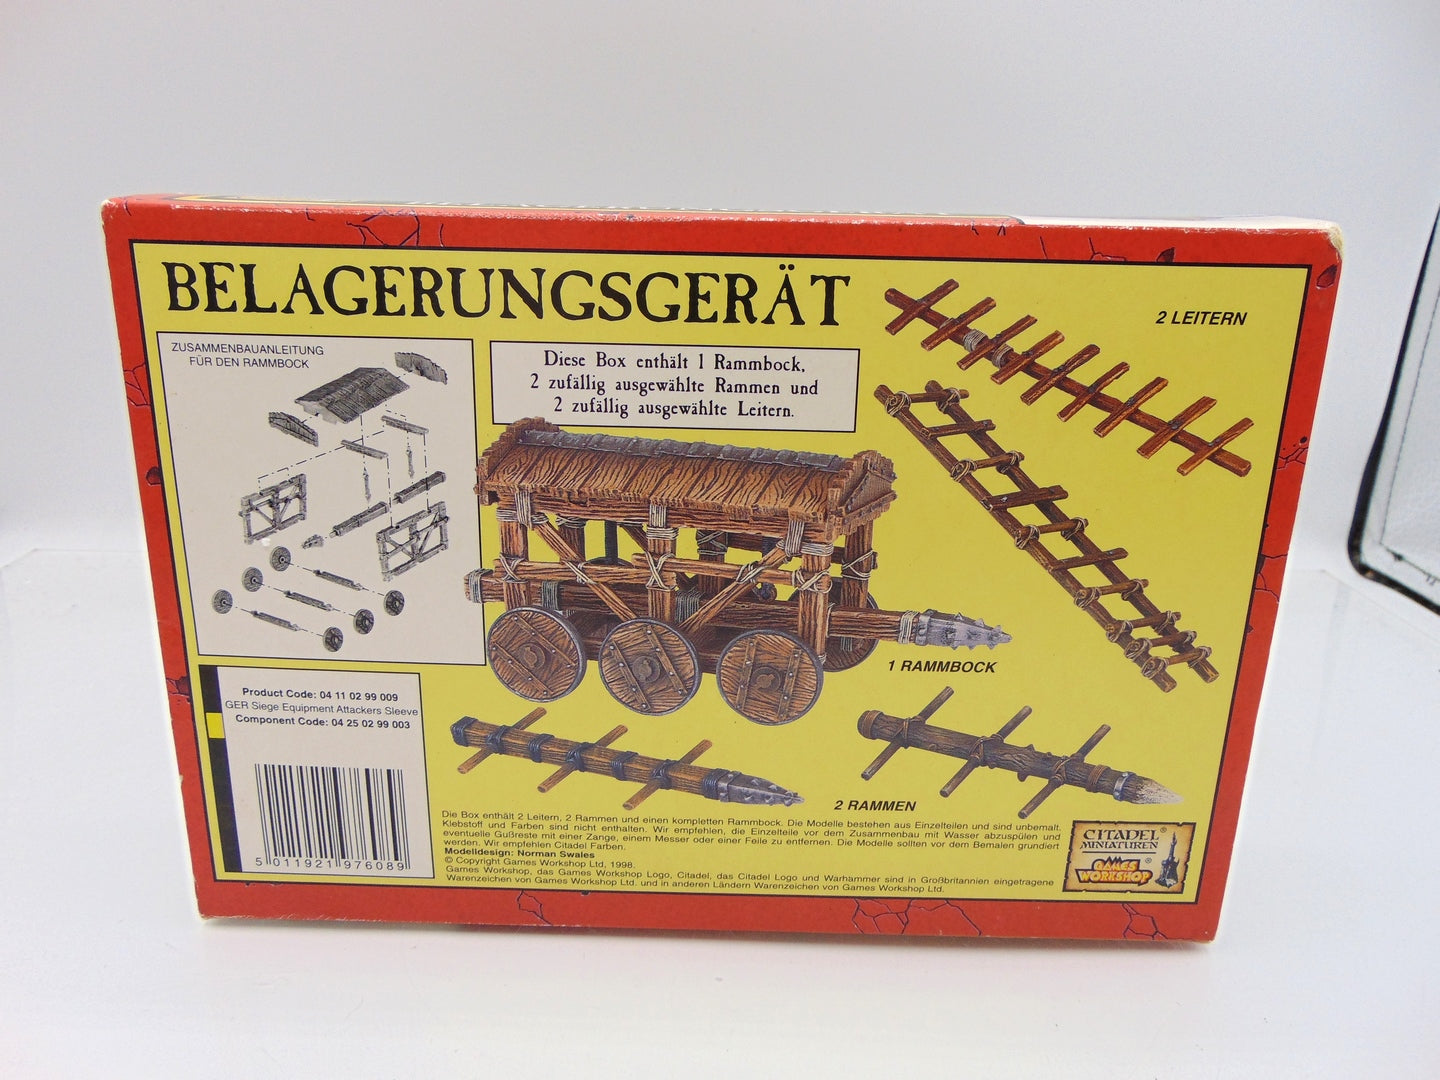 BELAGERUNGSGERÄT
2 LEITERN
ZUSAMMENBAUANLEITUNG
FÜR DEN RAMMBOCK
Diese Box enthält 1 Rammbock,
2 zufällig ausgewählte Rammen und
2 zufällig ausgewählte Leitern.
1 RAMMBOCK
Product Code: 04 11 02 99 009
GER Siege Equipment Attackers Sleeve
Component Code: 04 25 02 99 003
5 011921 976089
2 RAMMEN
Die Box enthält 2 Leitern, 2 Rammen und einen kompletten Rammbock. Die Modelle bestehen aus Einzelteilen und sind unbemalt.
Klebstoff und Farben sind nicht enthalten. Wir empfehlen, die Einzelteile vor dem Zusammenbau mit Wasser abzuspülen und
eventuelle Gußreste mit einer Zange, einem Messer oder einer Feile zu entfernen. Die Modelle sollten vor dem Bemalen grundiert
werden. Wir empfehlen Citadel Farben.
Modelldesign: Norman Swales
© Copyright Games Workshop Ltd, 1998.
Games Workshop, das Games Workshop Logo, Citadel, das Citadel Logo und Warhammer sind in Großbritannien eingetragene
Warenzeichen von Games Workshop Ltd. und in anderen Ländern Warenzeichen von Games Workshop Ltd.
CITADEL®
MINIATUREN
GAMES ®
WORKSHOP